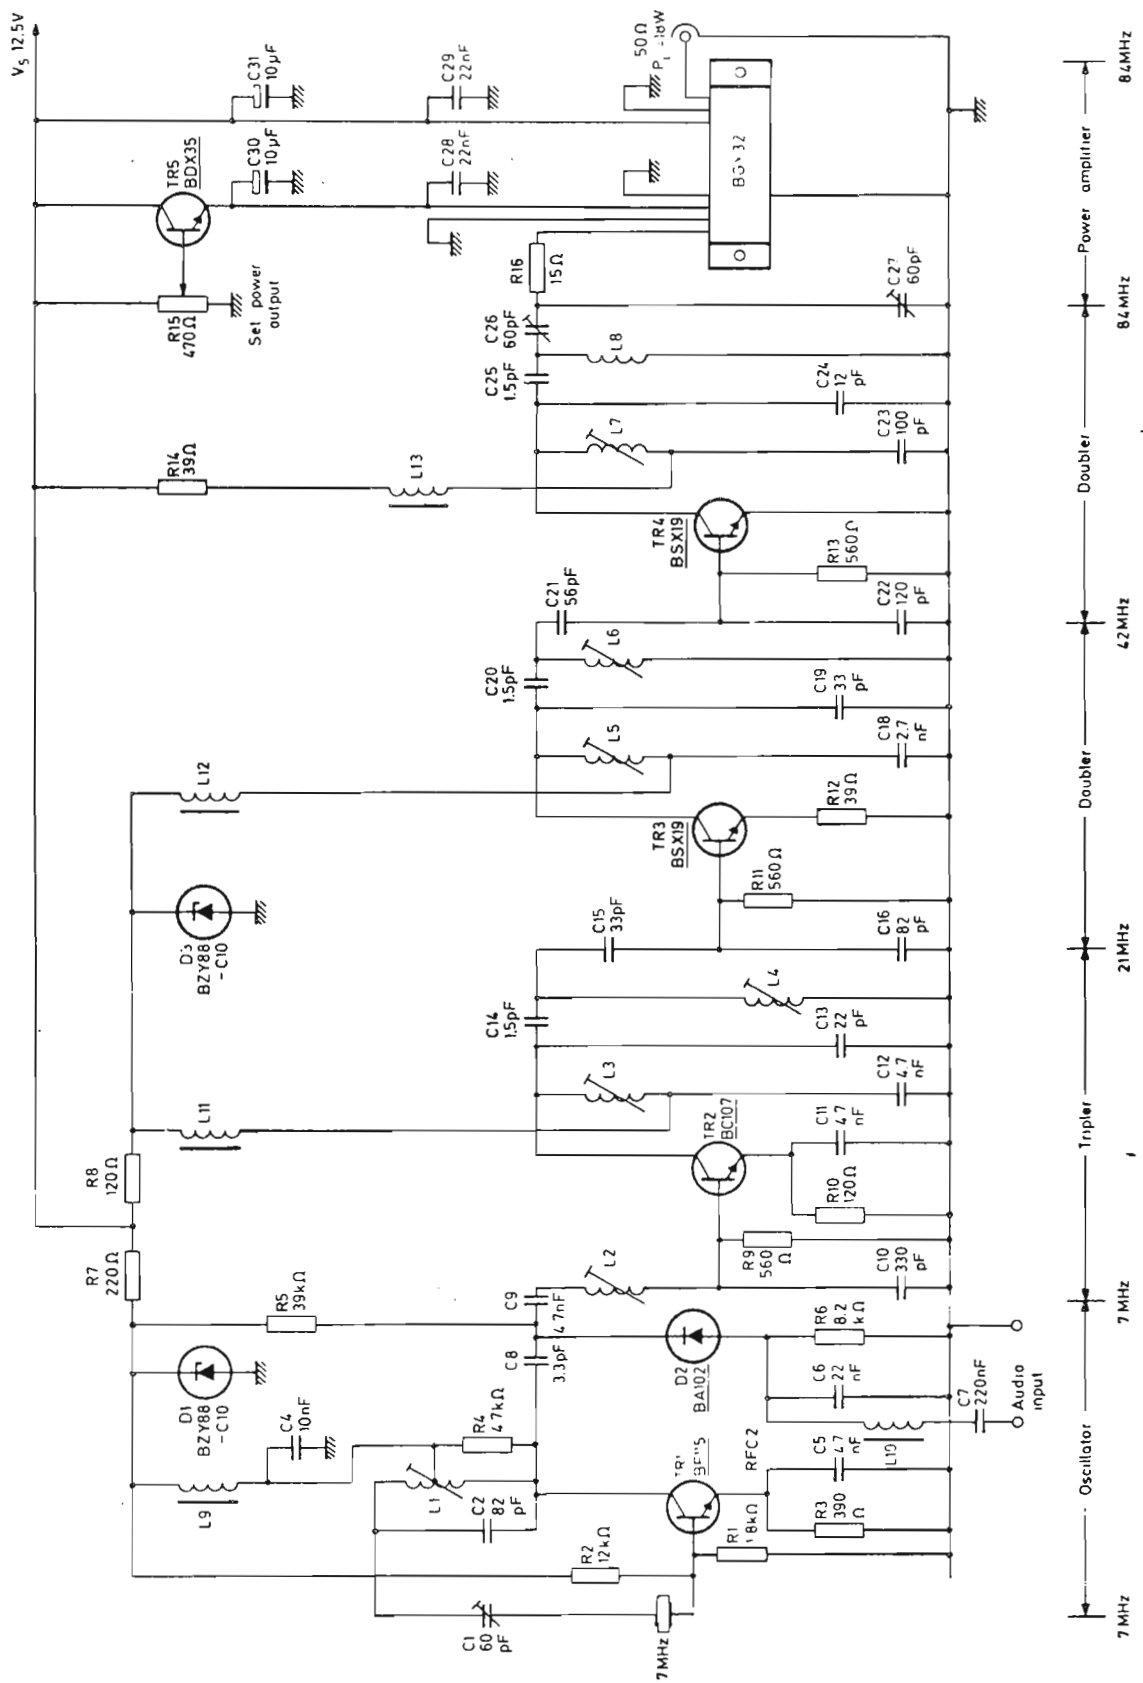 V_S 12.5V
C31
10µF
C29
22nF
50Ω
TR5
BDX35
C30
10µF
C28
22nF
R15
470Ω
Set power
output
R16
15Ω
C27
60pF
C26
60pF
C25
1.5pF
L8
C24
12
pF
L7
C23
100
pF
R14
39Ω
L13
TR4
BSX19
R13
560Ω
C21
56pF
C22
120
pF
L6
C20
1.5pF
C19
33
pF
L5
C18
2.7
nF
L12
TR3
BSX19
R12
39Ω
D3
BZY88
-C10
R11
560Ω
C15
33pF
C16
82
pF
L4
C14
1.5pF
C13
22
pF
L3
C12
4.7
nF
L11
TR2
BC107
C11
4.7
nF
R8
120Ω
R10
120Ω
R9
560
Ω
R7
220Ω
L2
C10
330
pF
C9
4.7nF
R5
39kΩ
C8
3.3pF
D2
BA102
R6
8.2
kΩ
D1
BZY88
-C10
C4
10nF
R4
47kΩ
C6
22
nF
C7
220nF
Audio
input
L10
L9
L1
C2
82
pF
RFC2
C5
4.7
nF
R3
390
Ω
R1
1.8kΩ
R2
12kΩ
C1
60
pF
7MHz
7MHz
Oscillator
7MHz
Tripler
21MHz
Doubler
42MHz
Doubler
84MHz
Power amplifier
84MHz